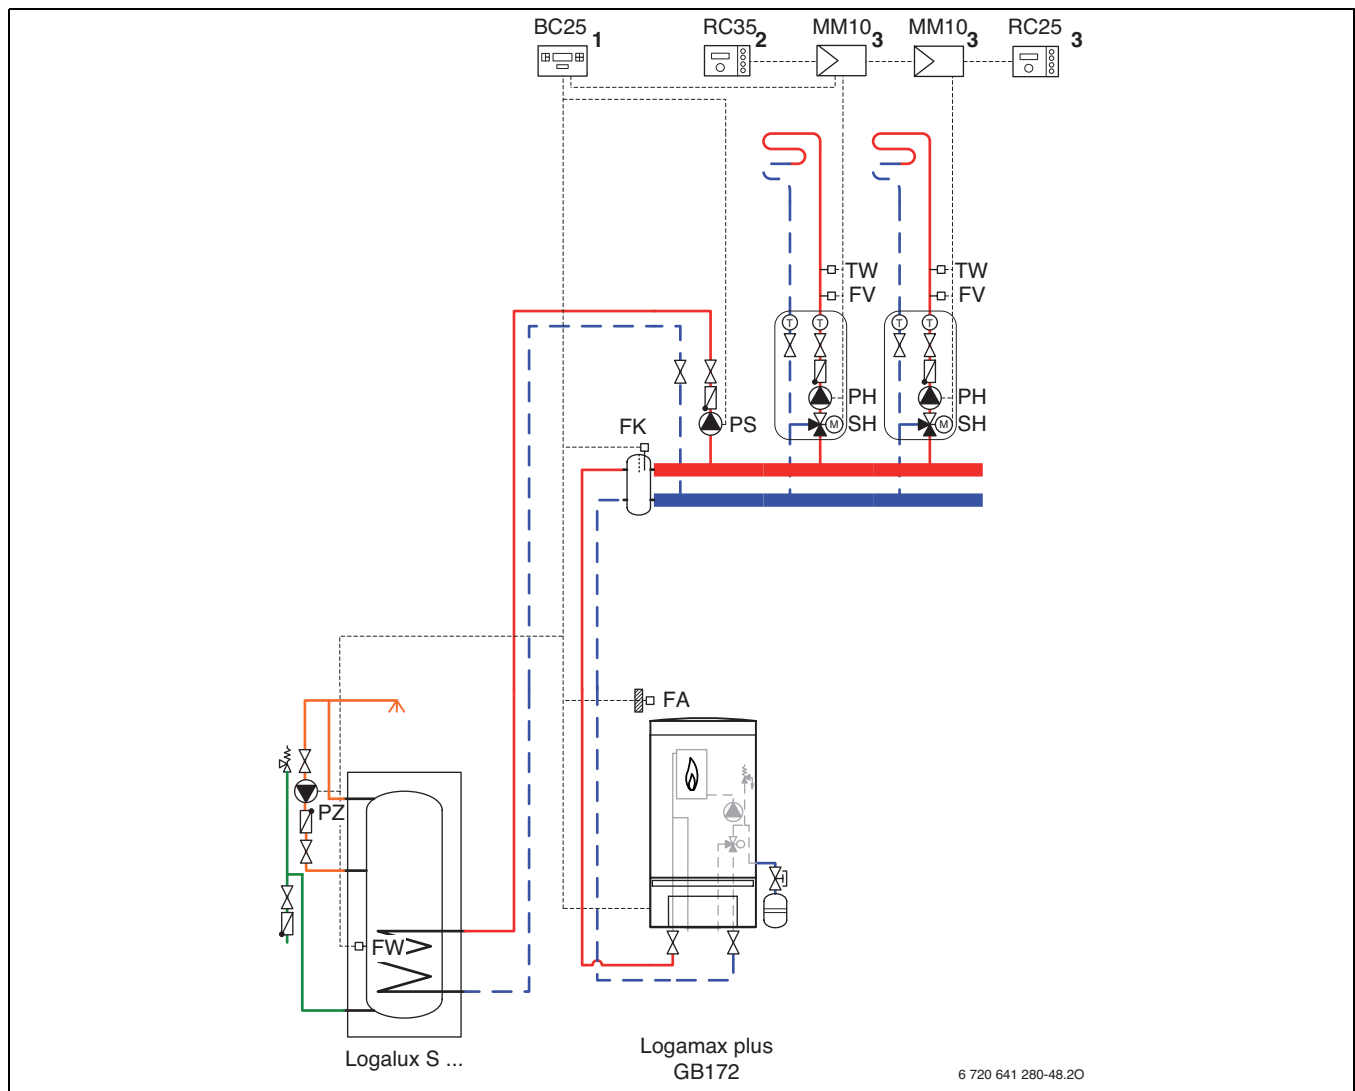 BC25 1
RC35 2
MM10 3
MM10 3
RC25 3
TW
TW
FV
FV
T T
T T
PH
PH
FK
PS
M SH
M SH
FA
PZ
FW
Logalux S ...
Logamax plus
GB172
6 720 641 280-48.2O